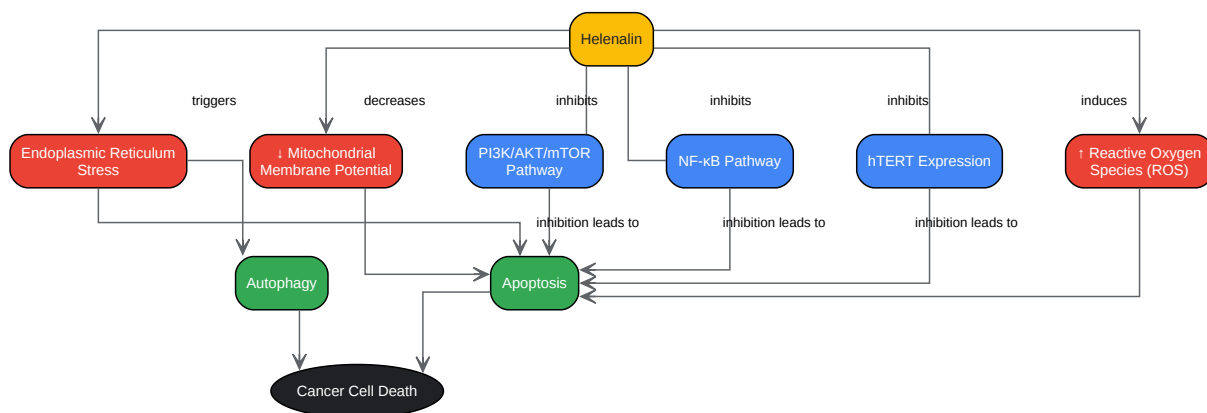 Helenalin
triggers
decreases
inhibits
inhibits
inhibits
induces
Endoplasmic Reticulum
Stress
↓ Mitochondrial
Membrane Potential
PI3K/AKT/mTOR
Pathway
NF-κB Pathway
hTERT Expression
↑ Reactive Oxygen
Species (ROS)
inhibition leads to
inhibition leads to
inhibition leads to
Autophagy
Apoptosis
Cancer Cell Death